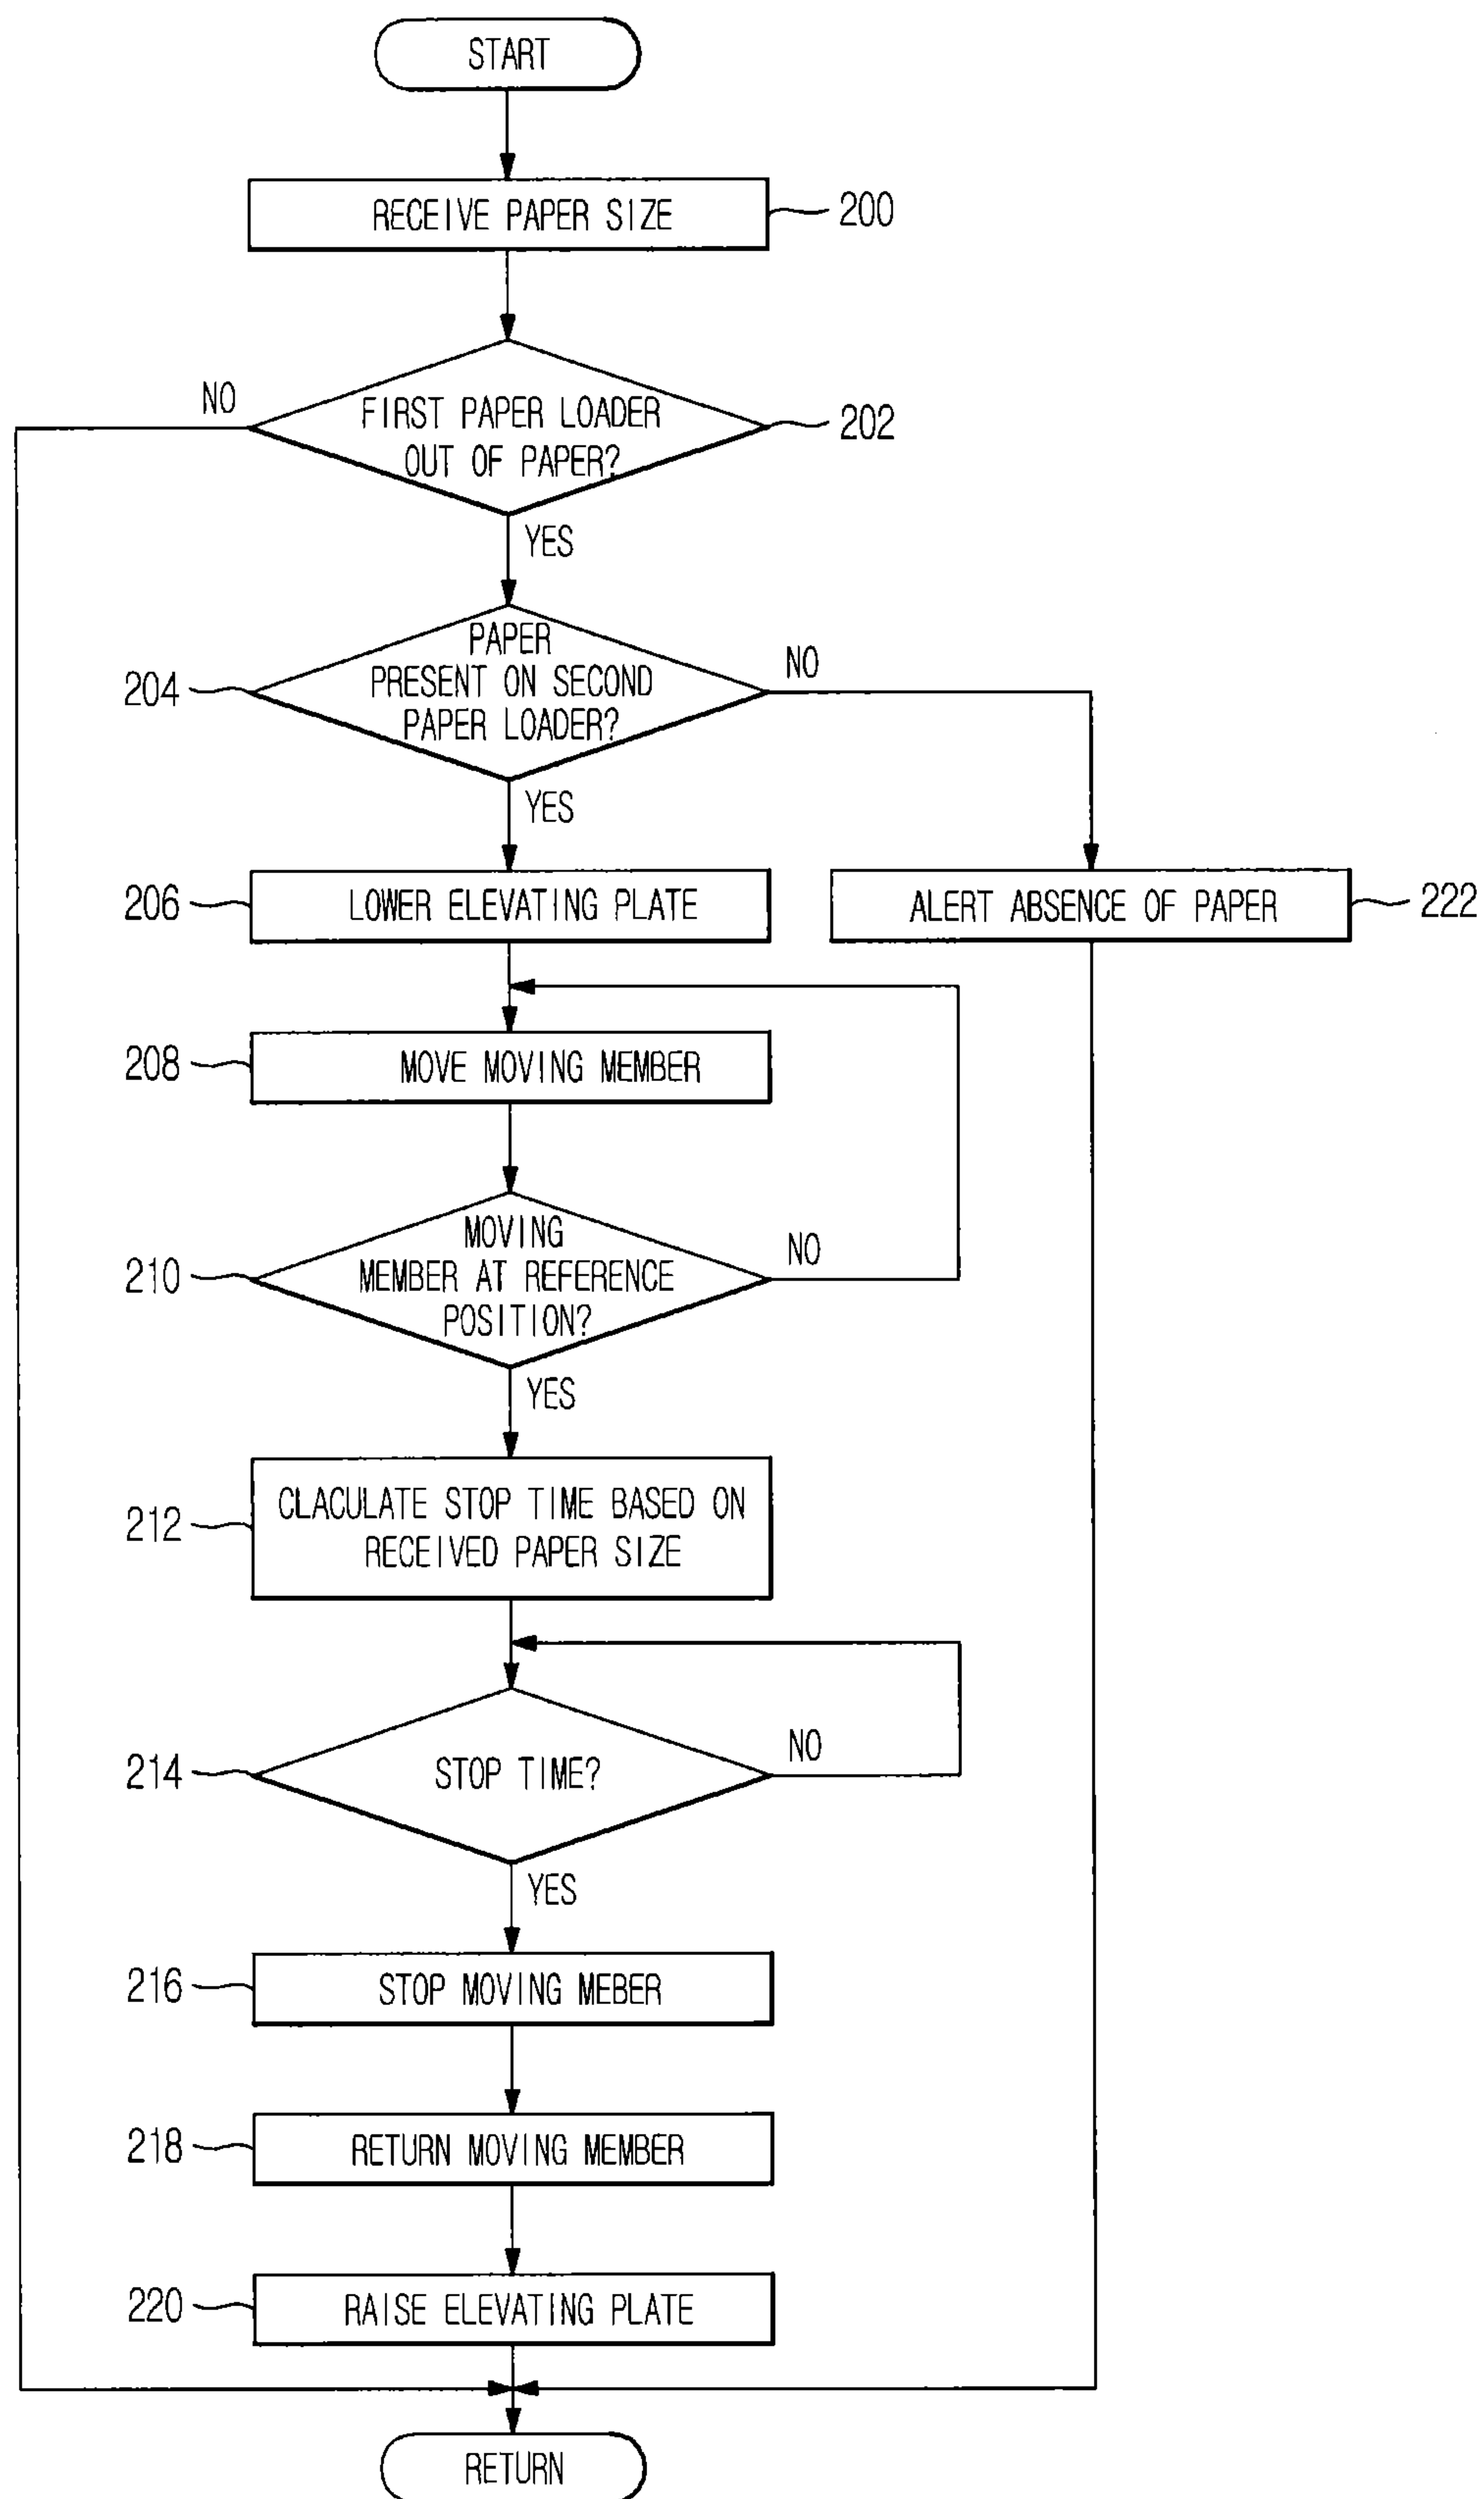 START
RECEIVE PAPER SIZE
200
NO
FIRST PAPER LOADER
OUT OF PAPER?
202
YES
204
PAPER
PRESENT ON SECOND
PAPER LOADER?
NO
YES
206
LOWER ELEVATING PLATE
ALERT ABSENCE OF PAPER
222
208
MOVE MOVING MEMBER
210
MOVING
MEMBER AT REFERENCE
POSITION?
NO
YES
212
CLACULATE STOP TIME BASED ON
RECEIVED PAPER SIZE
214
STOP TIME?
NO
YES
216
STOP MOVING MEBER
218
RETURN MOVING MEMBER
220
RAISE ELEVATING PLATE
RETURN